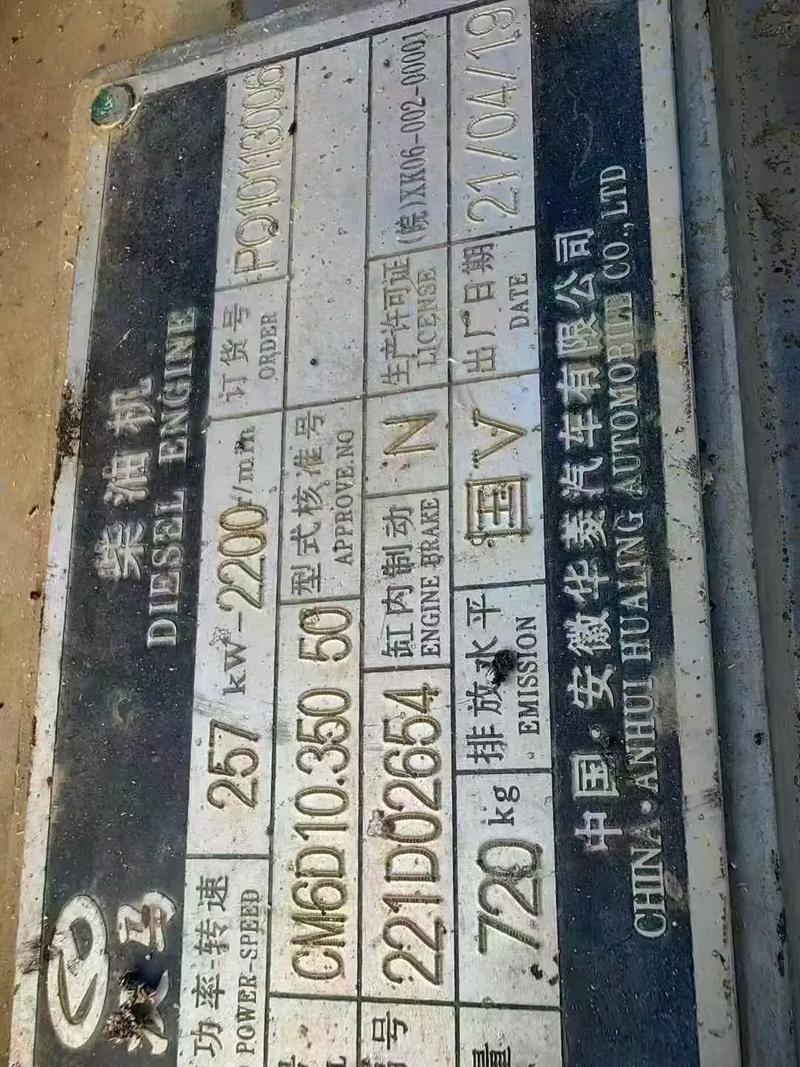 柴油机
DIESEL ENGINE
功率-转速
POWER-SPEED
257 kW-2200r/min
订货号
ORDER
PQ10113006
CM6D10.350 50
型式核准号
APPROVE.NO
号
221D02654
缸内制动
ENGINE BRAKE
N
生产许可证
LICENSE
(皖)XK06-002-00001
量
720 kg
排放水平
EMISSION
国V
出厂日期
DATE
21/04/19
中国·安徽华菱汽车有限公司
CHINA·ANHUI HUALING AUTOMOBILE CO.,LTD